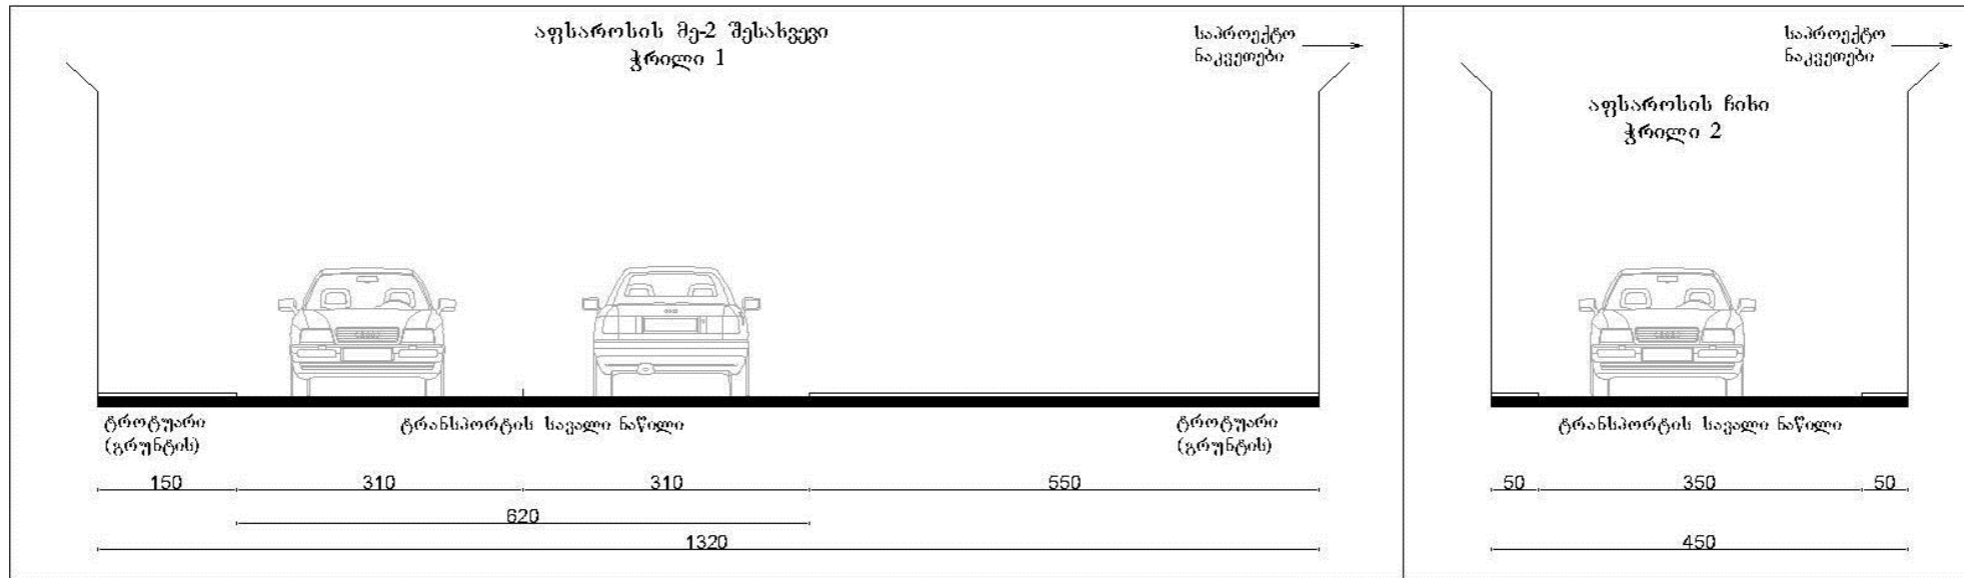 აფსაროსის მე-2 შესახვევი
ჭრილი 1
საპროექტო
ნაკვეთები
ტროტუარი
(გრუნტის)
ტრანსპორტის სავალი ნაწილი
ტროტუარი
(გრუნტის)
150 310 310 550
620
1320
საპროექტო
ნაკვეთები
აფსაროსის ჩიხი
ჭრილი 2
ტრანსპორტის სავალი ნაწილი
50 350 50
450